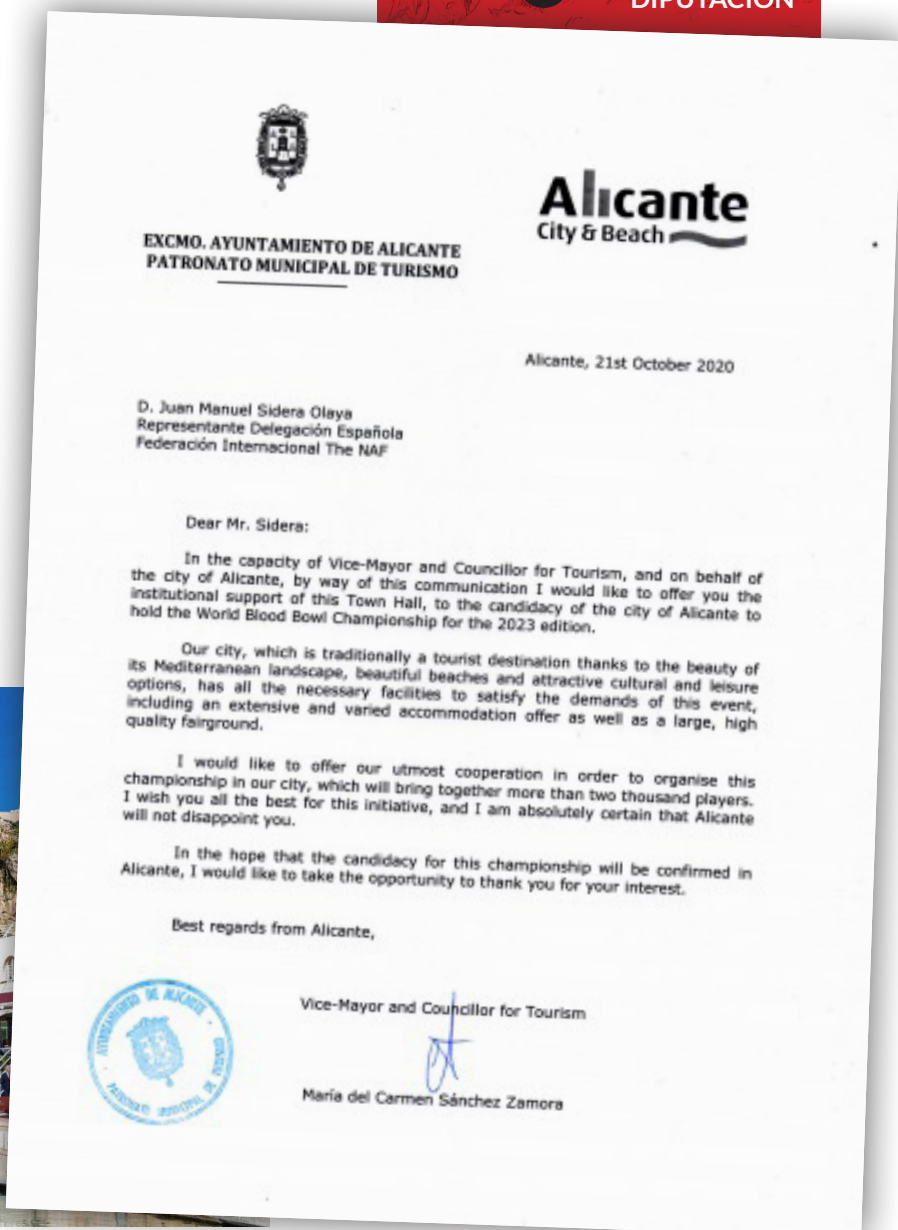 DIPUTACIÓN
EXCMO. AYUNTAMIENTO DE ALICANTE
PATRONATO MUNICIPAL DE TURISMO
Alicante
City & Beach
Alicante, 21st October 2020
D. Juan Manuel Sidera Olaya
Representante Delegación Española
Federación Internacional The NAF
Dear Mr. Sidera:
In the capacity of Vice-Mayor and Councillor for Tourism, and on behalf of
the city of Alicante, by way of this communication I would like to offer you the
institutional support of this Town Hall, to the candidacy of the city of Alicante to
hold the World Blood Bowl Championship for the 2023 edition.
Our city, which is traditionally a tourist destination thanks to the beauty of
its Mediterranean landscape, beautiful beaches and attractive cultural and leisure
options, has all the necessary facilities to satisfy the demands of this event,
including an extensive and varied accommodation offer as well as a large, high
quality fairground.
I would like to offer our utmost cooperation in order to organise this
championship in our city, which will bring together more than two thousand players.
I wish you all the best for this initiative, and I am absolutely certain that Alicante
will not disappoint you.
In the hope that the candidacy for this championship will be confirmed in
Alicante, I would like to take the opportunity to thank you for your interest.
Best regards from Alicante,
Vice-Mayor and Councillor for Tourism
María del Carmen Sánchez Zamora
AYUNTAMIENTO DE ALICANTE
PATRONATO MUNICIPAL DE TURISMO